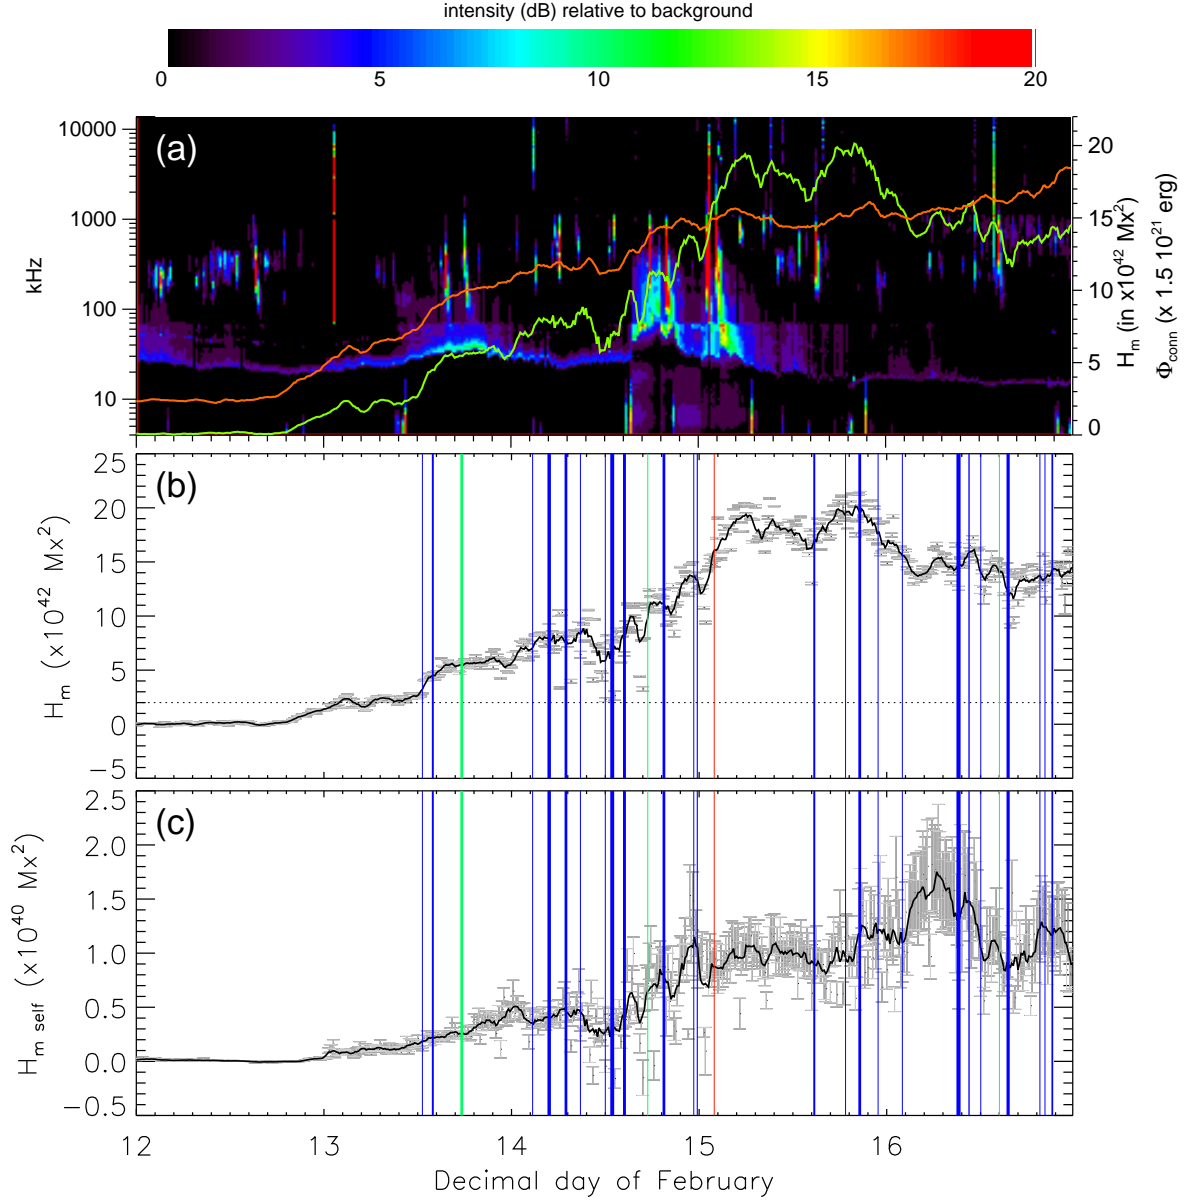 intensity (dB) relative to background
0 5 10 15 20
(a)
kHz
10000
1000
100
10
20
15
10
5
0
H_m (in x10^42 Mx^2)
Φ_conn (x 1.5 10^21 erg)
(b)
H_m (x10^42 Mx^2)
25
20
15
10
5
0
−5
(c)
H_m self (x10^40 Mx^2)
2.5
2.0
1.5
1.0
0.5
0.0
−0.5
12 13 14 15 16
Decimal day of February